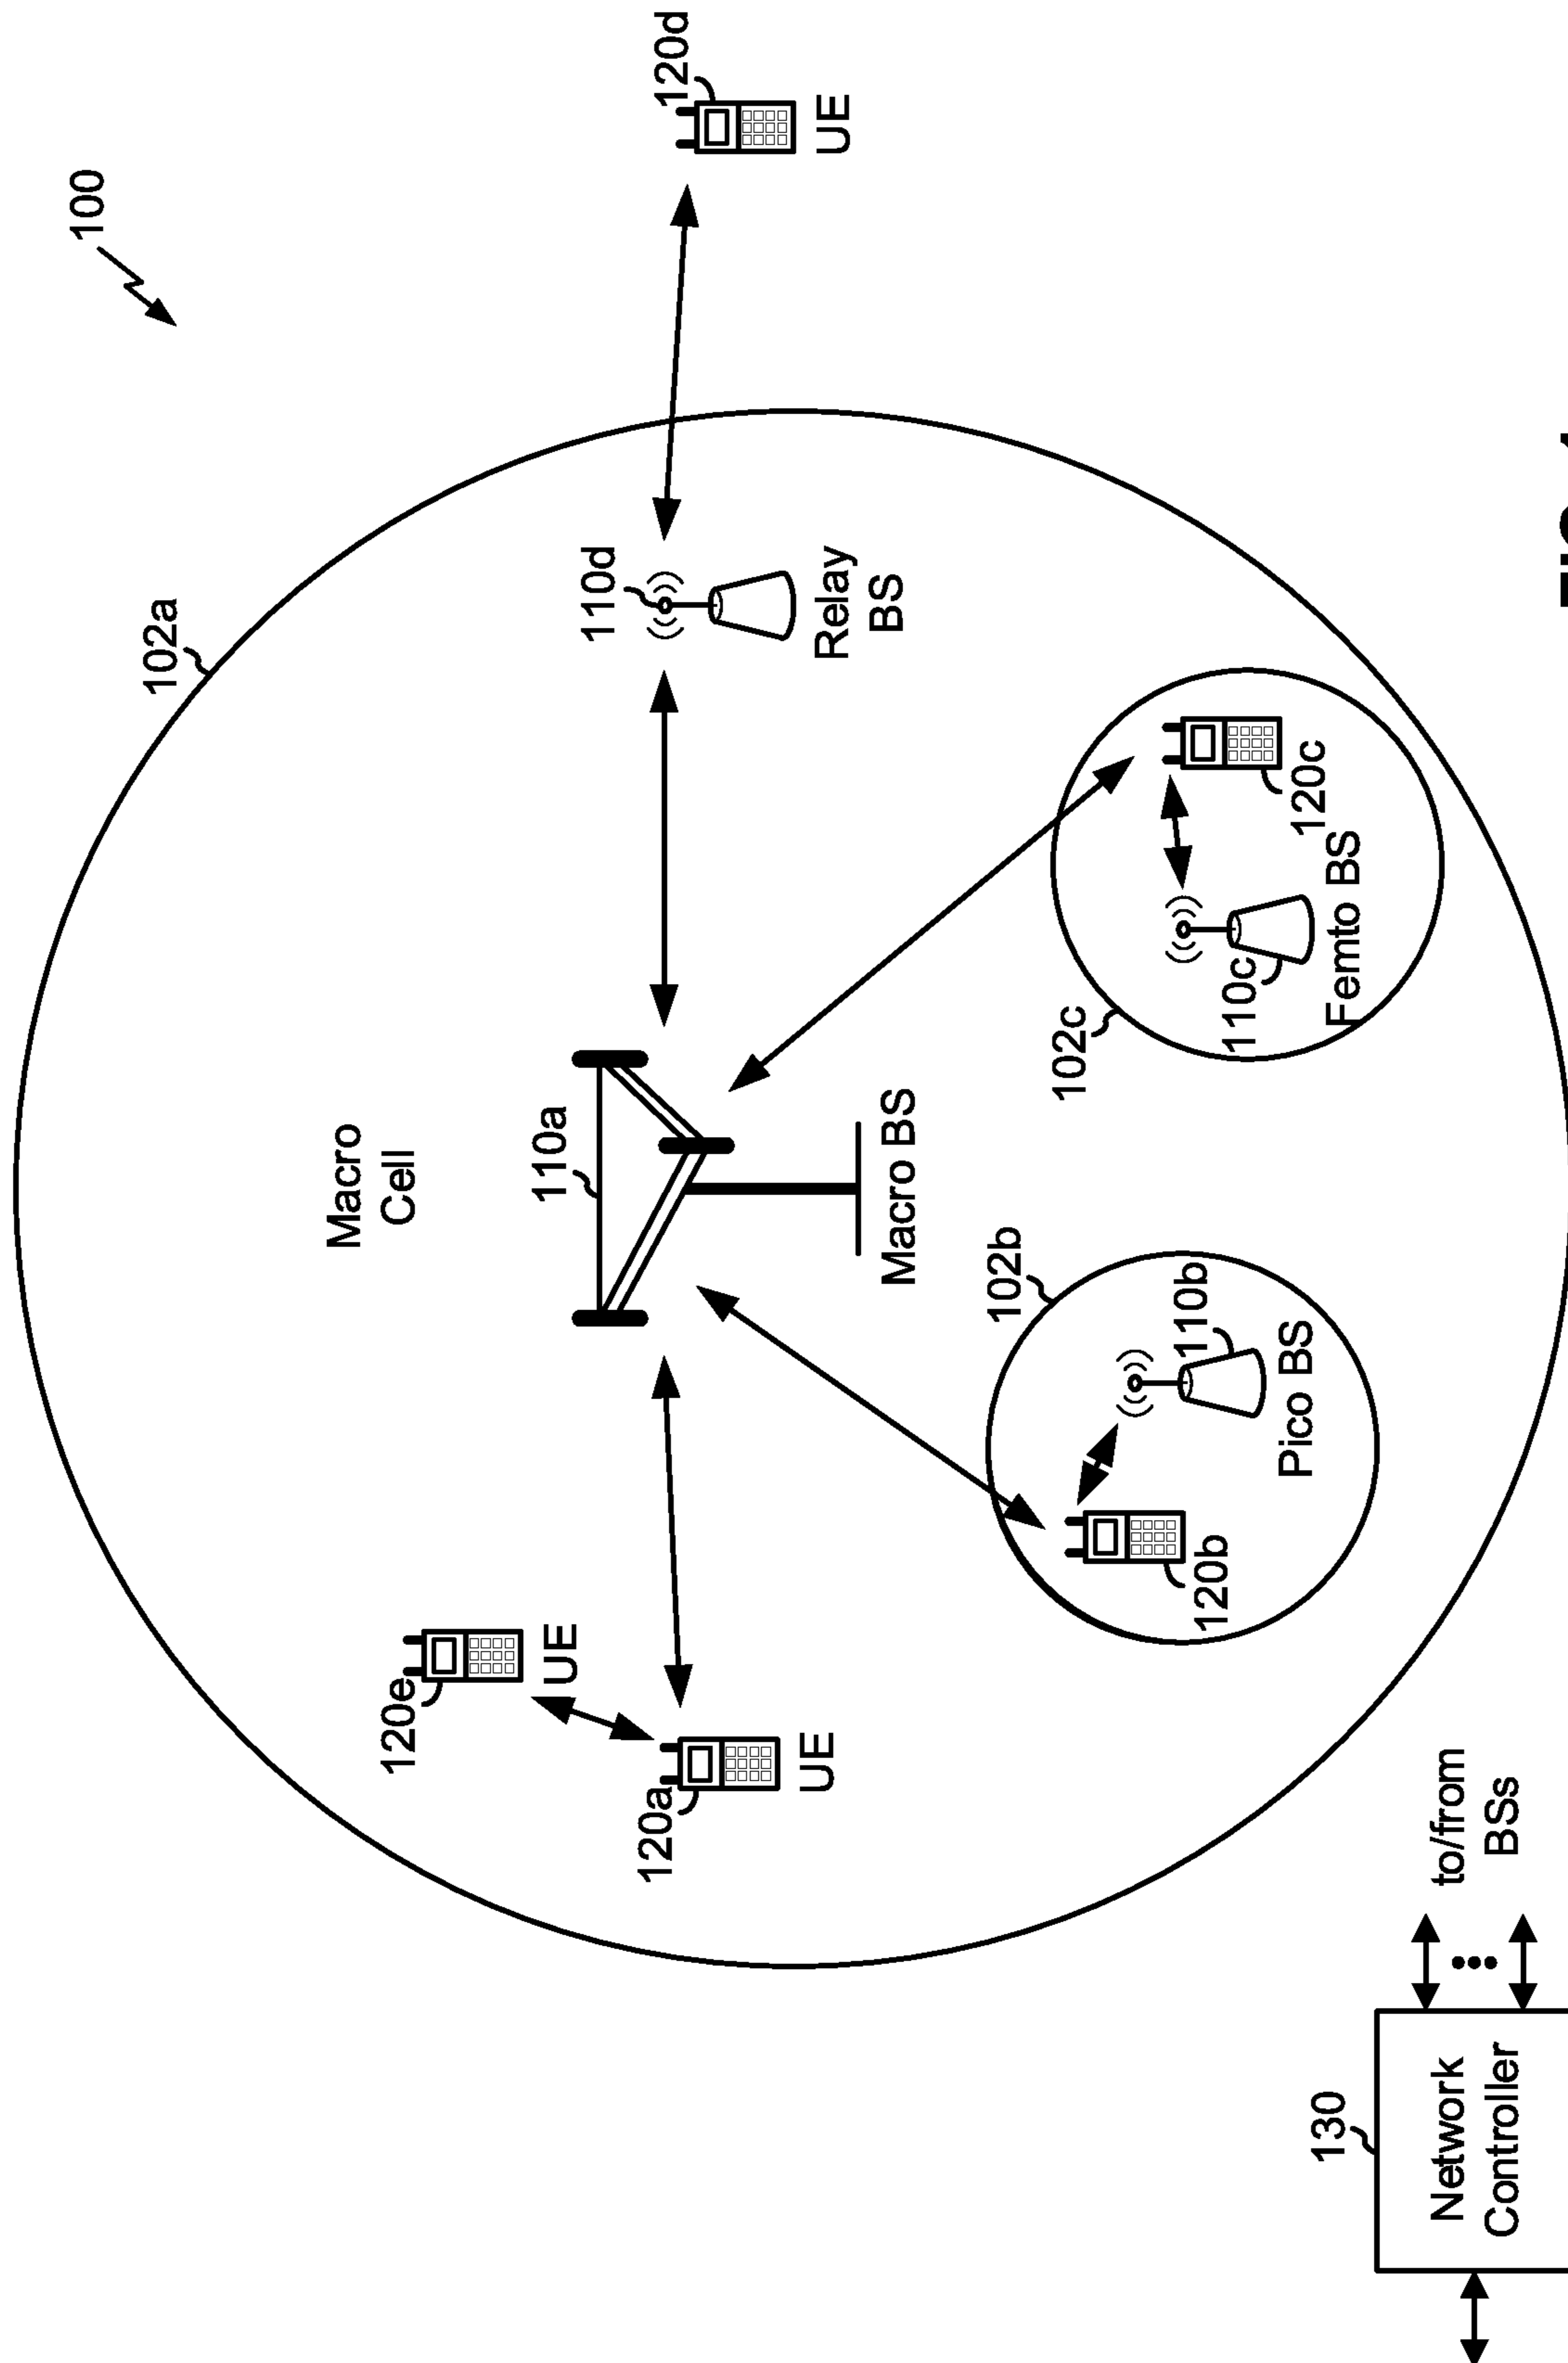 100
102a
Macro
Cell
120e
UE
110a
110d
120d
120a
UE
Relay
BS
UE
Macro BS
102b
102c
110b
120b
Pico BS
110c
120c
Femto BS
130
Network
Controller
to/from
BSs